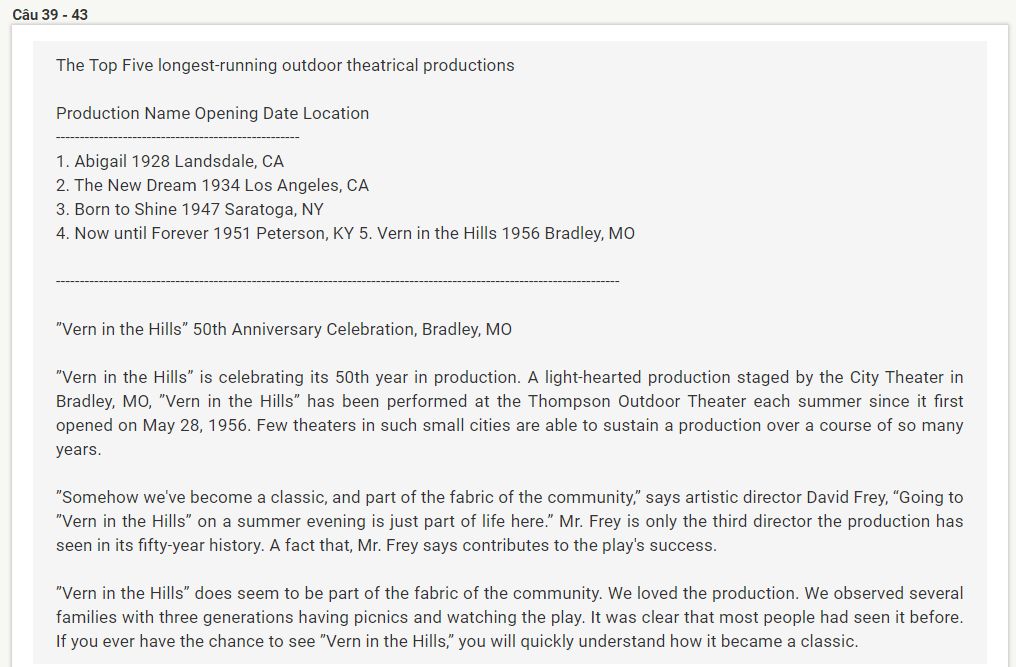 Câu 39 - 43
The Top Five longest-running outdoor theatrical productions
Production Name Opening Date Location
--------------------------------------------------
1. Abigail 1928 Landsdale, CA
2. The New Dream 1934 Los Angeles, CA
3. Born to Shine 1947 Saratoga, NY
4. Now until Forever 1951 Peterson, KY 5. Vern in the Hills 1956 Bradley, MO
--------------------------------------------------------------------------------------------------------------------
”Vern in the Hills” 50th Anniversary Celebration, Bradley, MO
”Vern in the Hills” is celebrating its 50th year in production. A light-hearted production staged by the City Theater in
Bradley, MO, ”Vern in the Hills” has been performed at the Thompson Outdoor Theater each summer since it first
opened on May 28, 1956. Few theaters in such small cities are able to sustain a production over a course of so many
years.
”Somehow we've become a classic, and part of the fabric of the community,” says artistic director David Frey, “Going to
”Vern in the Hills” on a summer evening is just part of life here.” Mr. Frey is only the third director the production has
seen in its fifty-year history. A fact that, Mr. Frey says contributes to the play's success.
”Vern in the Hills” does seem to be part of the fabric of the community. We loved the production. We observed several
families with three generations having picnics and watching the play. It was clear that most people had seen it before.
If you ever have the chance to see ”Vern in the Hills,” you will quickly understand how it became a classic.